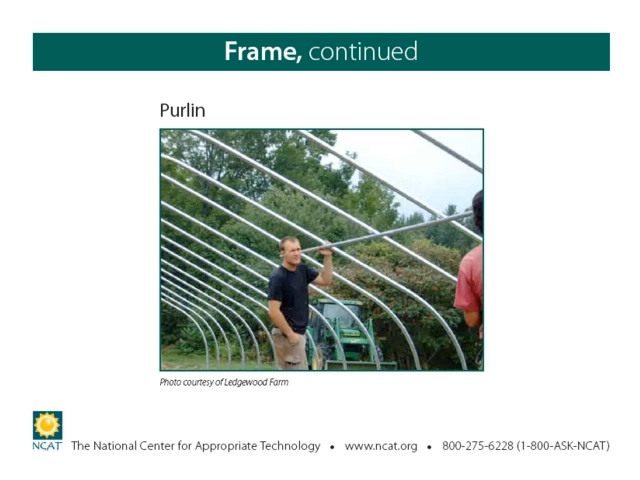 Frame, continued
Purlin
Photo courtesy of Ledgewood Farm
NCAT
The National Center for Appropriate Technology • www.ncat.org • 800-275-6228 (1-800-ASK-NCAT)